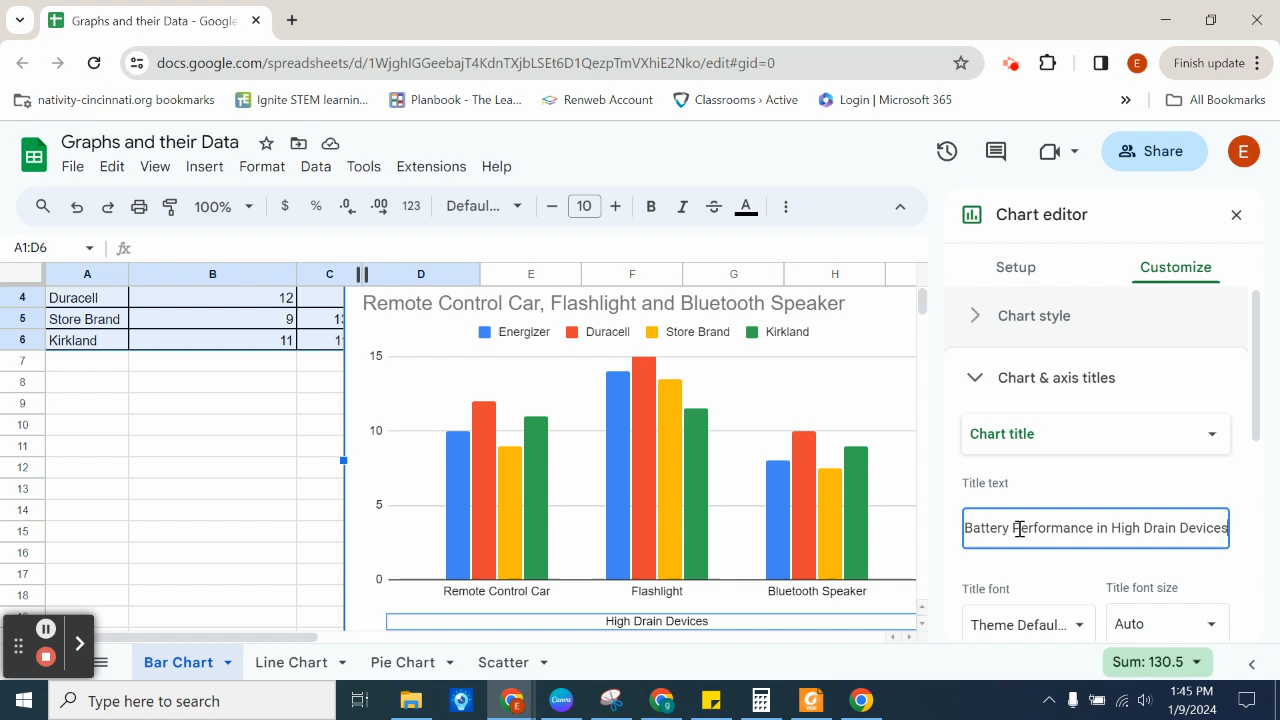 Graphs and their Data - Google
docs.google.com/spreadsheets/d/1WjghIGGeebajT4KdnTXjbLSEt6D1QezpTmVXhiE2Nko/edit#gid=0
E
Finish update
nativity-cincinnati.org bookmarks
Ignite STEM learnin...
Planbook - The Lea...
Renweb Account
Classrooms › Active
Login | Microsoft 365
»
All Bookmarks
Graphs and their Data
File Edit View Insert Format Data Tools Extensions Help
Share
E
100% $ % .0 .00 123 Defaul... 10 B I S A
A1:D6
fx
A B C D E F G H
4 Duracell 12
5 Store Brand 9 13
6 Kirkland 11 1
7
8
9
10
11
12
13
14
15
16
17
18
Remote Control Car, Flashlight and Bluetooth Speaker
Energizer Duracell Store Brand Kirkland
15
10
5
0
Remote Control Car Flashlight Bluetooth Speaker
High Drain Devices
Chart editor
Setup Customize
Chart style
Chart & axis titles
Chart title
Title text
Battery Performance in High Drain Devices
Title font Title font size
Theme Defaul... Auto
Bar Chart Line Chart Pie Chart Scatter
Sum: 130.5
Type here to search
1:45 PM
1/9/2024